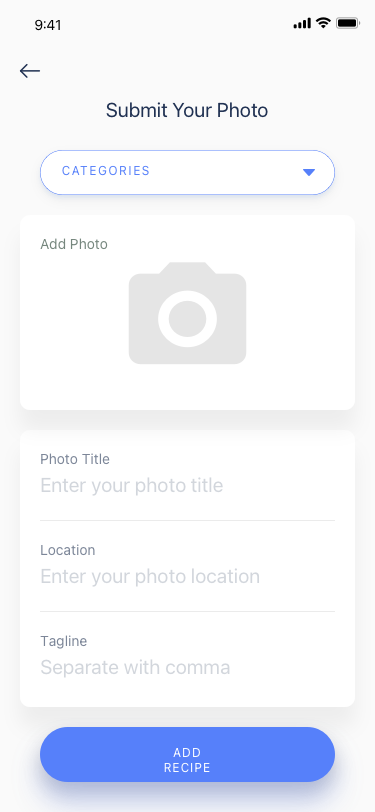 9:41
Submit Your Photo
CATEGORIES
Add Photo
Photo Title
Enter your photo title
Location
Enter your photo location
Tagline
Separate with comma
ADD
RECIPE